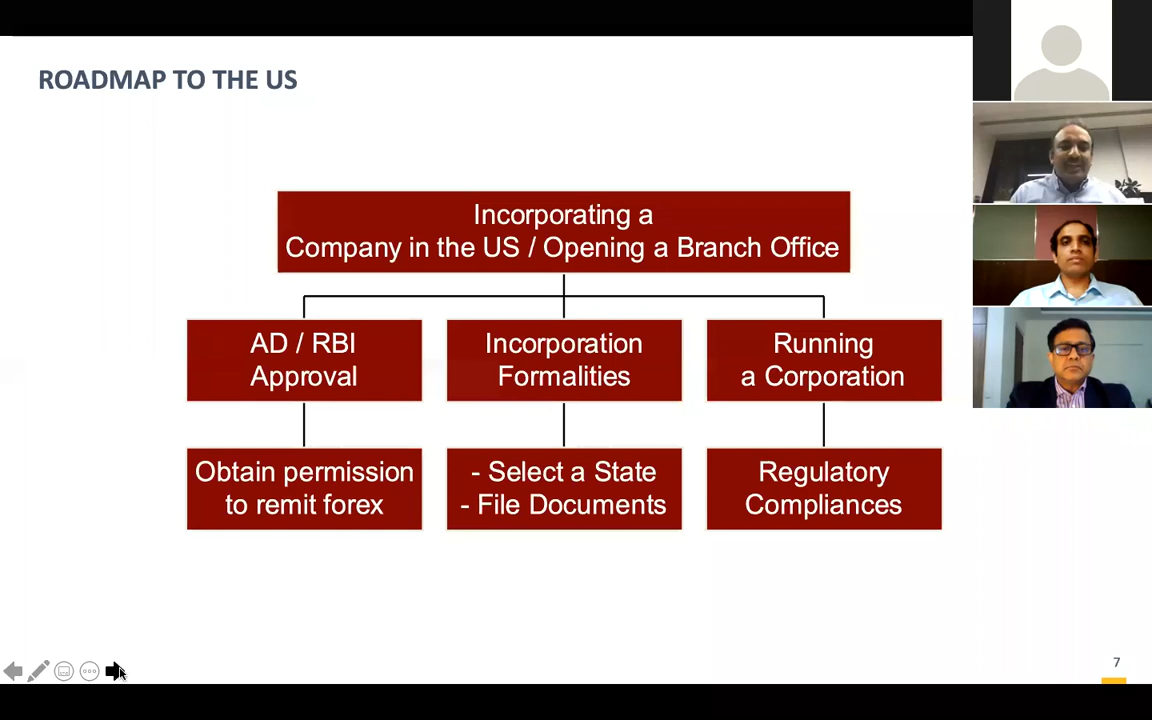 ROADMAP TO THE US
Incorporating a
Company in the US / Opening a Branch Office
AD / RBI
Approval
Incorporation
Formalities
Running
a Corporation
Obtain permission
to remit forex
- Select a State
- File Documents
Regulatory
Compliances
7